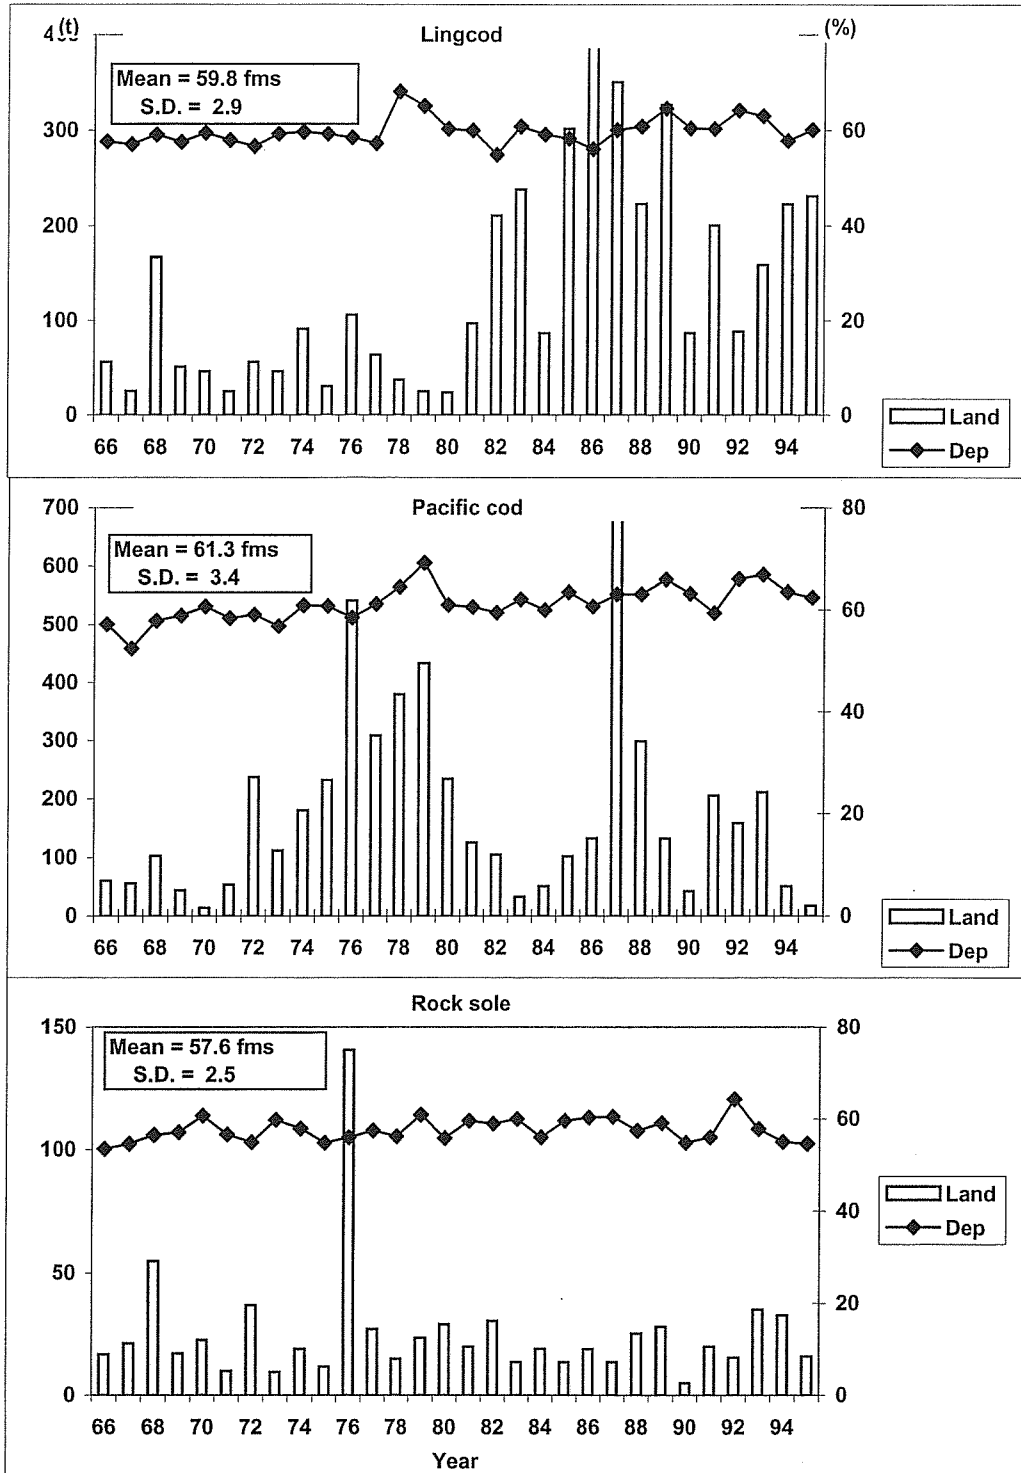 (t) Lingcod (%)
400
Mean = 59.8 fms
S.D. = 2.9
300 60
200 40
100 20
0 0
66 68 70 72 74 76 78 80 82 84 86 88 90 92 94
Land
Dep
700 Pacific cod 80
Mean = 61.3 fms
S.D. = 3.4
600
60
500
400
40
300
200
20
100
0 0
66 68 70 72 74 76 78 80 82 84 86 88 90 92 94
Land
Dep
Rock sole
150 80
Mean = 57.6 fms
S.D. = 2.5
60
100
40
50
20
0 0
66 68 70 72 74 76 78 80 82 84 86 88 90 92 94
Year
Land
Dep